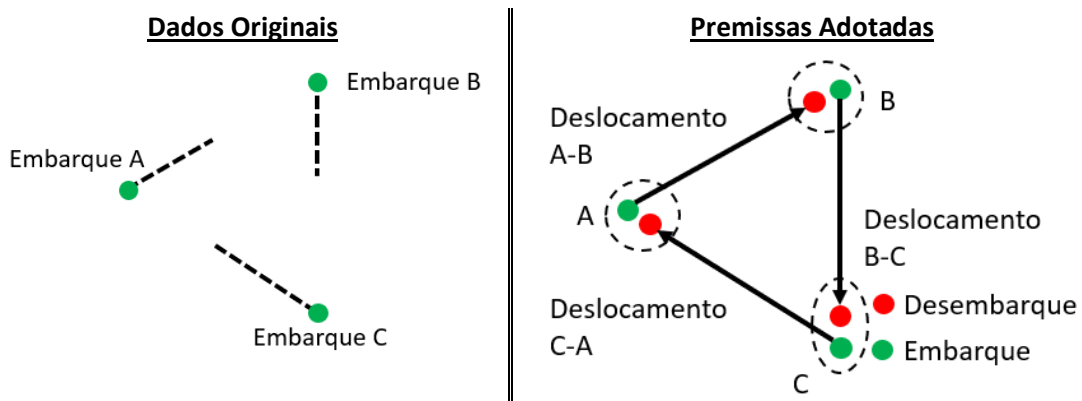 Dados Originais
Embarque B
Embarque A
Embarque C
Premissas Adotadas
B
Deslocamento
A-B
A
Deslocamento
B-C
Deslocamento
C-A
Desembarque
Embarque
C